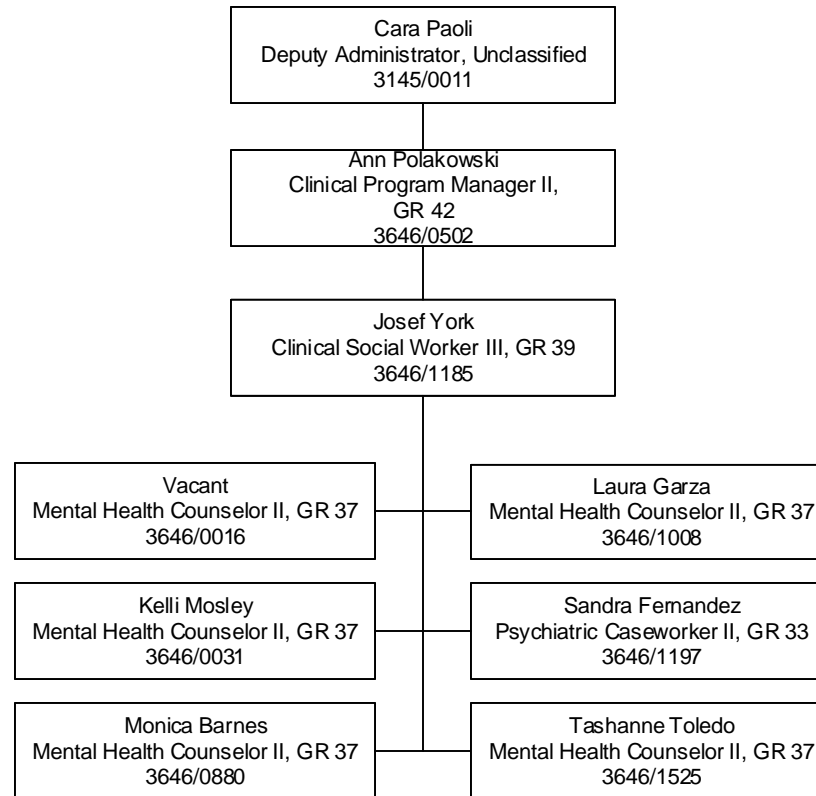 Cara Paoli
Deputy Administrator, Unclassified
3145/0011
Ann Polakowski
Clinical Program Manager II,
GR 42
3646/0502
Josef York
Clinical Social Worker III, GR 39
3646/1185
Vacant
Mental Health Counselor II, GR 37
3646/0016
Laura Garza
Mental Health Counselor II, GR 37
3646/1008
Kelli Mosley
Mental Health Counselor II, GR 37
3646/0031
Sandra Fernandez
Psychiatric Caseworker II, GR 33
3646/1197
Monica Barnes
Mental Health Counselor II, GR 37
3646/0880
Tashanne Toledo
Mental Health Counselor II, GR 37
3646/1525